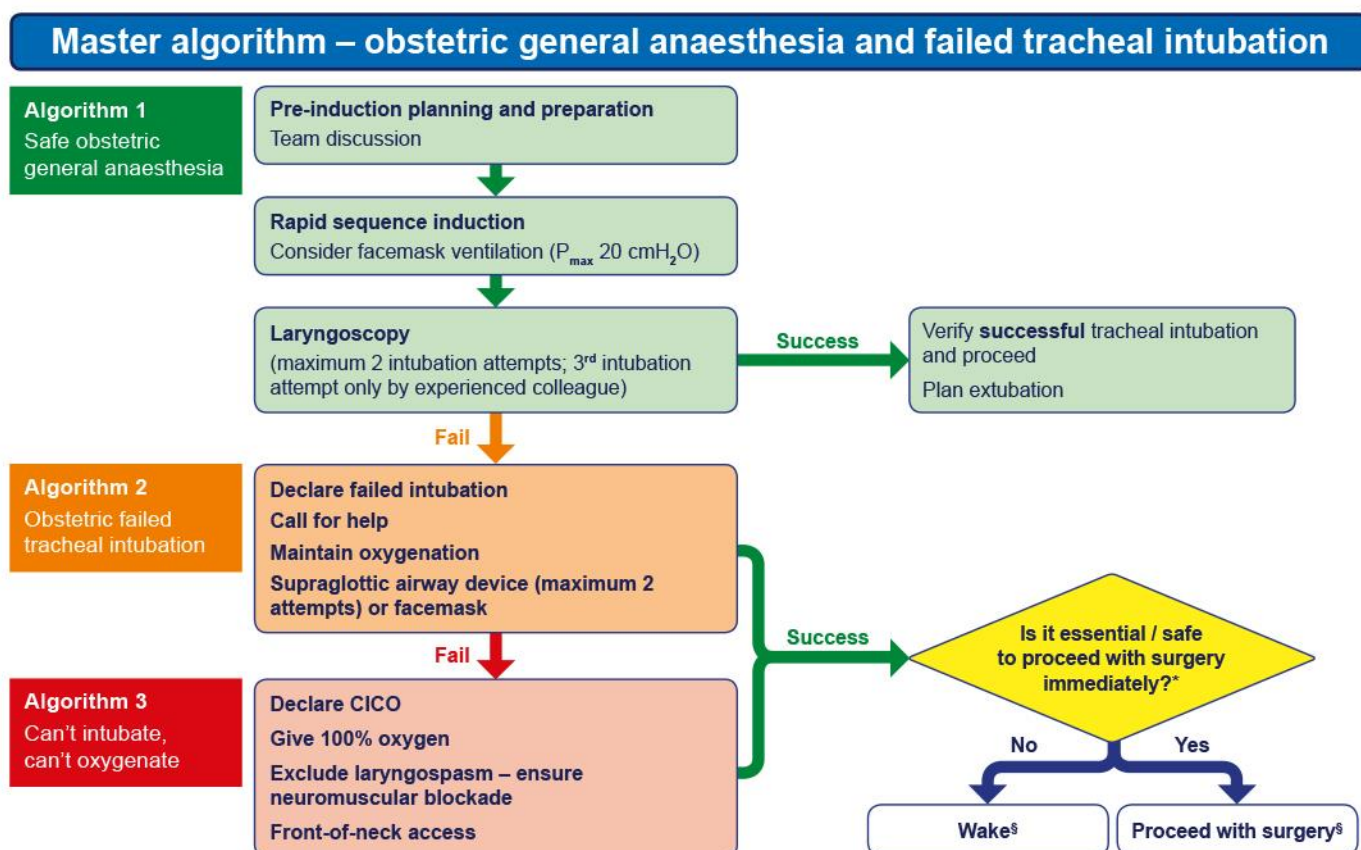 Master algorithm – obstetric general anaesthesia and failed tracheal intubation
Algorithm 1
Safe obstetric
general anaesthesia
Pre-induction planning and preparation
Team discussion
Rapid sequence induction
Consider facemask ventilation (Pmax 20 cmH₂O)
Laryngoscopy
(maximum 2 intubation attempts; 3rd intubation
attempt only by experienced colleague)
Success
Verify successful tracheal intubation
and proceed
Plan extubation
Fail
Algorithm 2
Obstetric failed
tracheal intubation
Declare failed intubation
Call for help
Maintain oxygenation
Supraglottic airway device (maximum 2
attempts) or facemask
Success
Is it essential / safe
to proceed with surgery
immediately?*
Fail
Algorithm 3
Can’t intubate,
can’t oxygenate
Declare CICO
Give 100% oxygen
Exclude laryngospasm – ensure
neuromuscular blockade
Front-of-neck access
No
Yes
Wake§
Proceed with surgery§